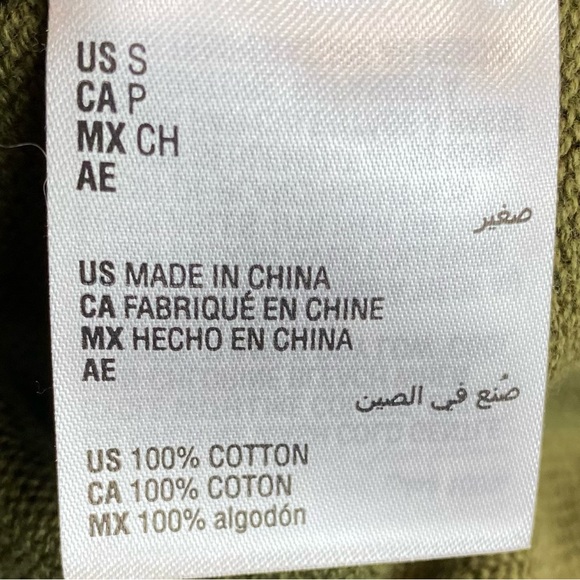 US S
CA P
MX CH
AE
صغير
US MADE IN CHINA
CA FABRIQUÉ EN CHINE
MX HECHO EN CHINA
AE
صُنع في الصين
US 100% COTTON
CA 100% COTON
MX 100% algodón